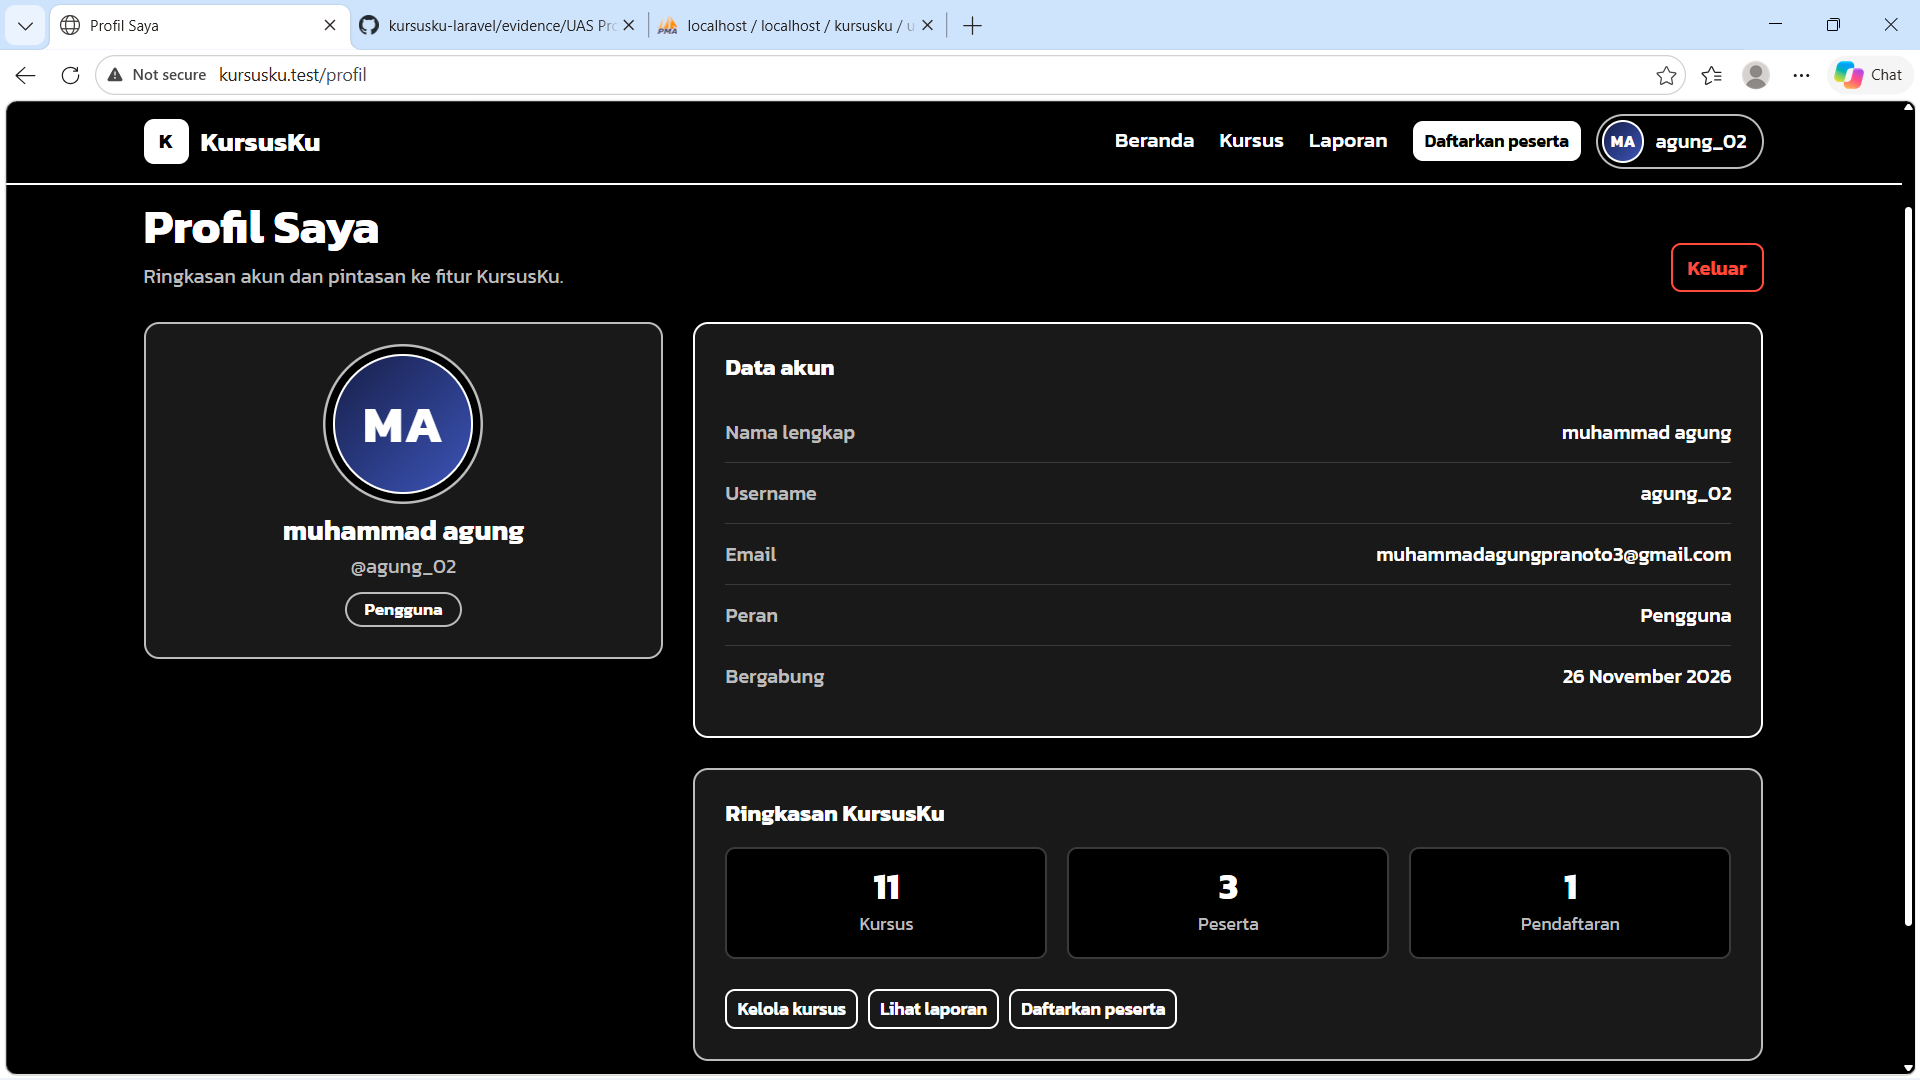 Profil Saya
kursusku-laravel/evidence/UAS Pro
localhost / localhost / kursusku / u
Not secure
kursusku.test/profil
Chat
K
KursusKu
Beranda
Kursus
Laporan
Daftarkan peserta
MA
agung_02
Profil Saya
Ringkasan akun dan pintasan ke fitur KursusKu.
Keluar
MA
muhammad agung
@agung_02
Pengguna
Data akun
Nama lengkap
muhammad agung
Username
agung_02
Email
muhammadagungpranoto3@gmail.com
Peran
Pengguna
Bergabung
26 November 2026
Ringkasan KursusKu
11
Kursus
3
Peserta
1
Pendaftaran
Kelola kursus
Lihat laporan
Daftarkan peserta